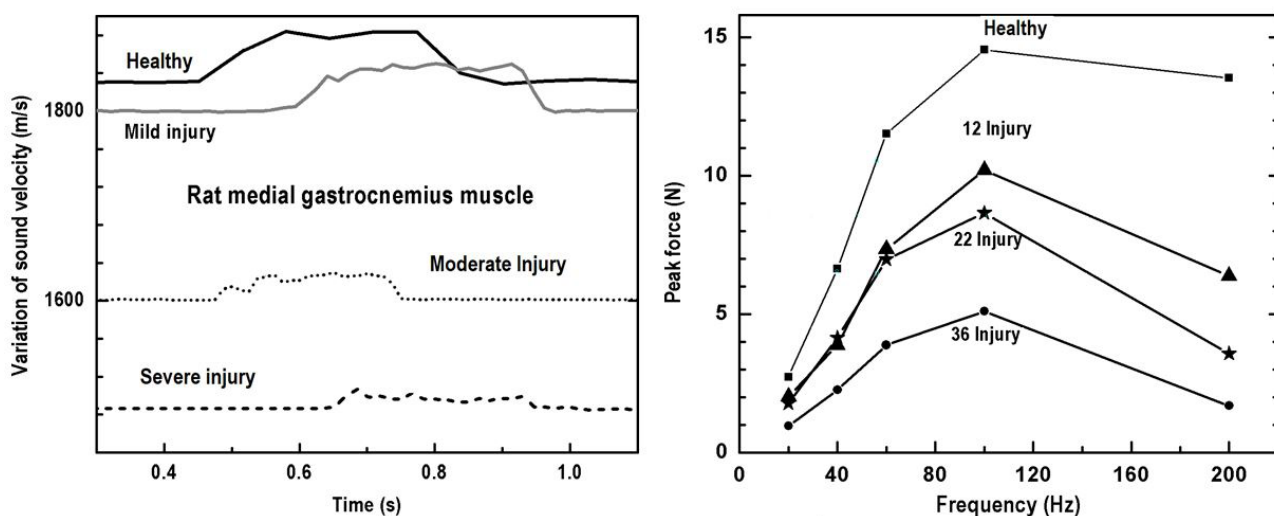 Variation of sound velocity (m/s)
1800
1600
Healthy
Mild injury
Rat medial gastrocnemius muscle
Moderate Injury
Severe injury
0.4 0.6 0.8 1.0
Time (s)
Peak force (N)
15
10
5
0
Healthy
12 Injury
22 Injury
36 Injury
0 40 80 120 160 200
Frequency (Hz)